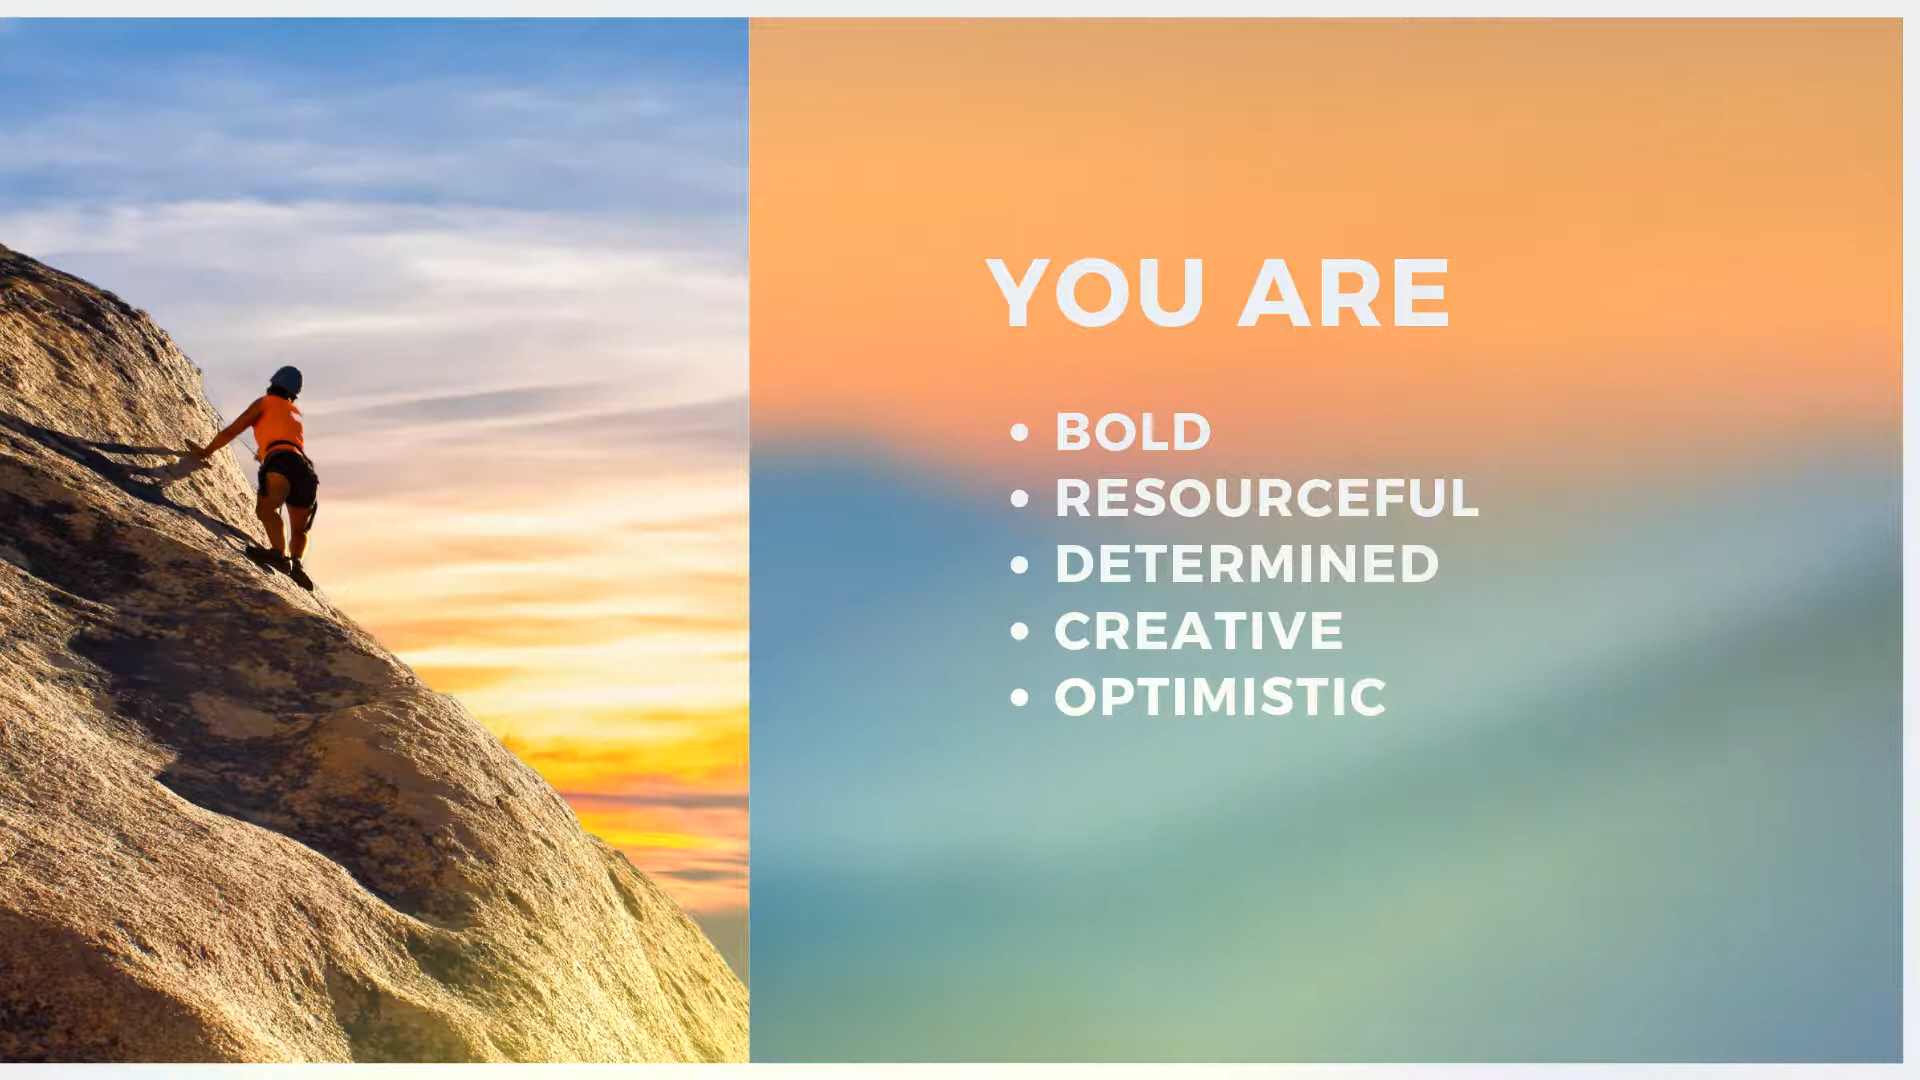 YOU ARE
• BOLD
• RESOURCEFUL
• DETERMINED
• CREATIVE
• OPTIMISTIC